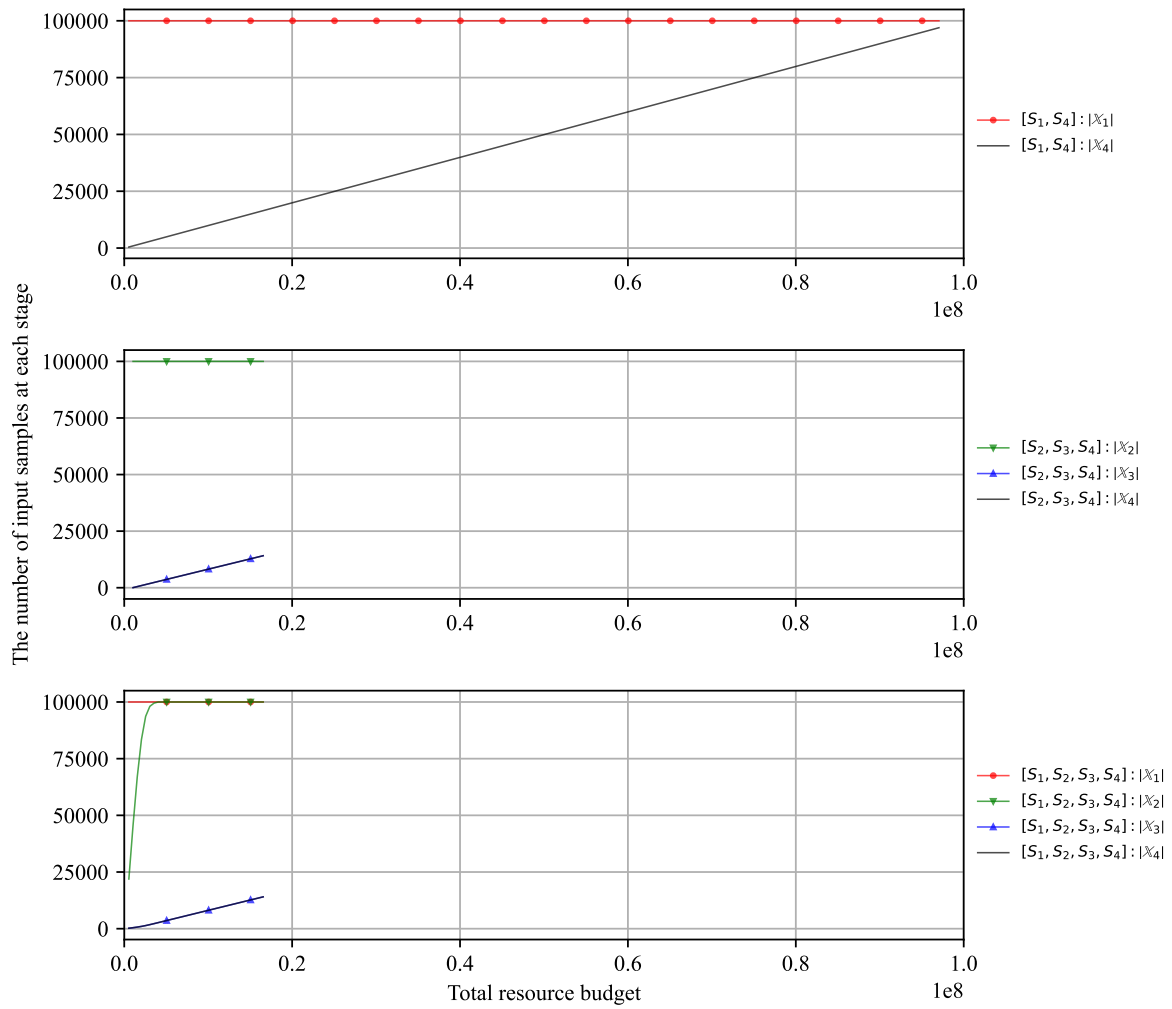 The number of input samples at each stage
100000
75000
50000
25000
0
0.0 0.2 0.4 0.6 0.8 1.0
1e8
[S₁, S₄] : |𝕏₁|
[S₁, S₄] : |𝕏₄|
100000
75000
50000
25000
0
0.0 0.2 0.4 0.6 0.8 1.0
1e8
[S₂, S₃, S₄] : |𝕏₂|
[S₂, S₃, S₄] : |𝕏₃|
[S₂, S₃, S₄] : |𝕏₄|
100000
75000
50000
25000
0
0.0 0.2 0.4 0.6 0.8 1.0
1e8
[S₁, S₂, S₃, S₄] : |𝕏₁|
[S₁, S₂, S₃, S₄] : |𝕏₂|
[S₁, S₂, S₃, S₄] : |𝕏₃|
[S₁, S₂, S₃, S₄] : |𝕏₄|
Total resource budget